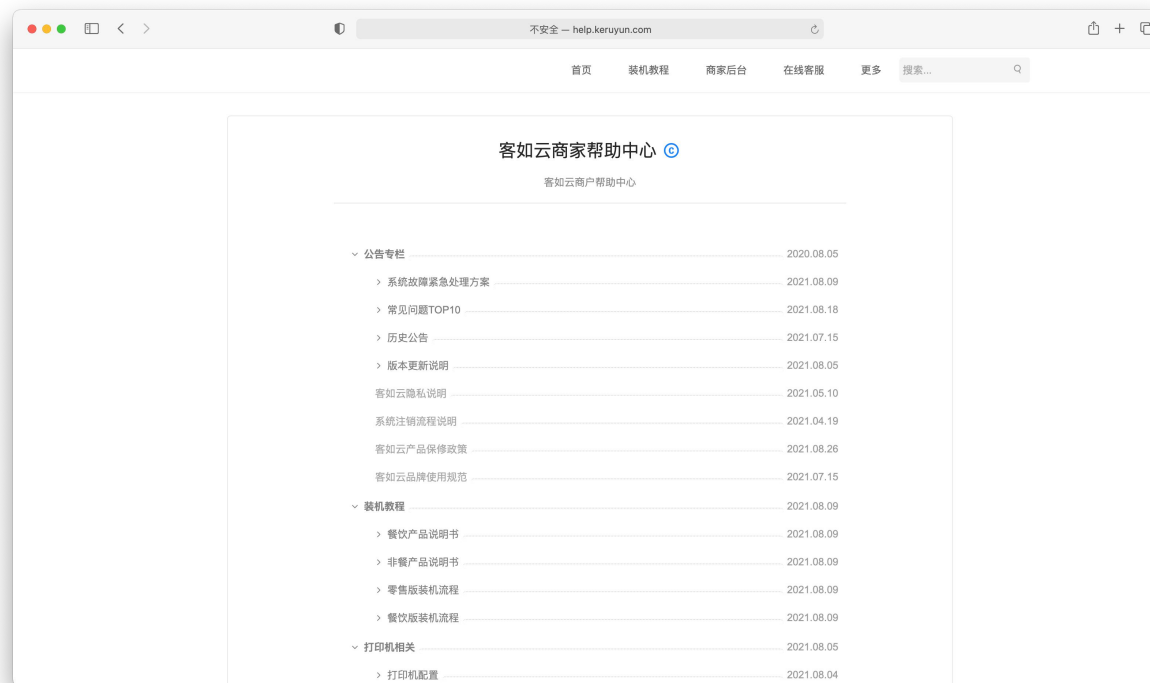 不安全 — help.keruyun.com
首页 装机教程 商家后台 在线客服 更多 搜索...
客如云商家帮助中心 ©
客如云商户帮助中心
公告专栏 2020.08.05
系统故障紧急处理方案 2021.08.09
常见问题TOP10 2021.08.18
历史公告 2021.07.15
版本更新说明 2021.08.05
客如云隐私说明 2021.05.10
系统注销流程说明 2021.04.19
客如云产品保修政策 2021.08.26
客如云品牌使用规范 2021.07.15
装机教程 2021.08.09
餐饮产品说明书 2021.08.09
非餐产品说明书 2021.08.09
零售版装机流程 2021.08.09
餐饮版装机流程 2021.08.09
打印机相关 2021.08.05
打印机配置 2021.08.04